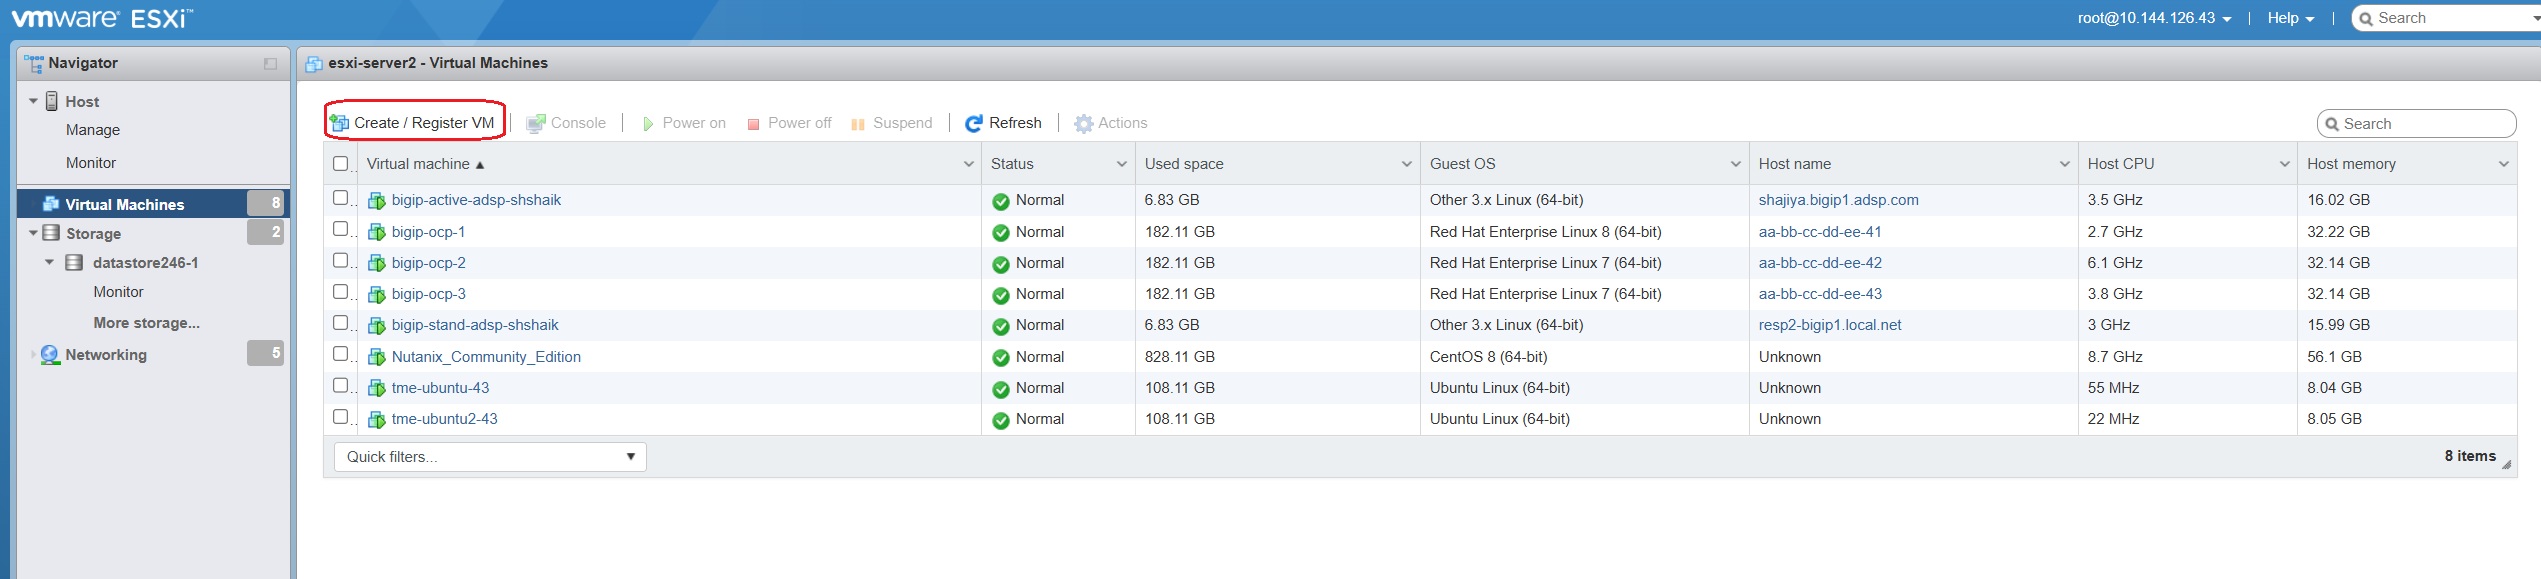 vmware® ESXi™
root@10.144.126.43 | Help | Search
Navigator
Host
Manage
Monitor
Virtual Machines 8
Storage 2
datastore246-1
Monitor
More storage...
Networking 5
esxi-server2 - Virtual Machines
Create / Register VM | Console | Power on Power off Suspend | Refresh | Actions Search
Virtual machine Status Used space Guest OS Host name Host CPU Host memory
bigip-active-adsp-shshaik Normal 6.83 GB Other 3.x Linux (64-bit) shajiya.bigip1.adsp.com 3.5 GHz 16.02 GB
bigip-ocp-1 Normal 182.11 GB Red Hat Enterprise Linux 8 (64-bit) aa-bb-cc-dd-ee-41 2.7 GHz 32.22 GB
bigip-ocp-2 Normal 182.11 GB Red Hat Enterprise Linux 7 (64-bit) aa-bb-cc-dd-ee-42 6.1 GHz 32.14 GB
bigip-ocp-3 Normal 182.11 GB Red Hat Enterprise Linux 7 (64-bit) aa-bb-cc-dd-ee-43 3.8 GHz 32.14 GB
bigip-stand-adsp-shshaik Normal 6.83 GB Other 3.x Linux (64-bit) resp2-bigip1.local.net 3 GHz 15.99 GB
Nutanix_Community_Edition Normal 828.11 GB CentOS 8 (64-bit) Unknown 8.7 GHz 56.1 GB
tme-ubuntu-43 Normal 108.11 GB Ubuntu Linux (64-bit) Unknown 55 MHz 8.04 GB
tme-ubuntu2-43 Normal 108.11 GB Ubuntu Linux (64-bit) Unknown 22 MHz 8.05 GB
Quick filters... 8 items